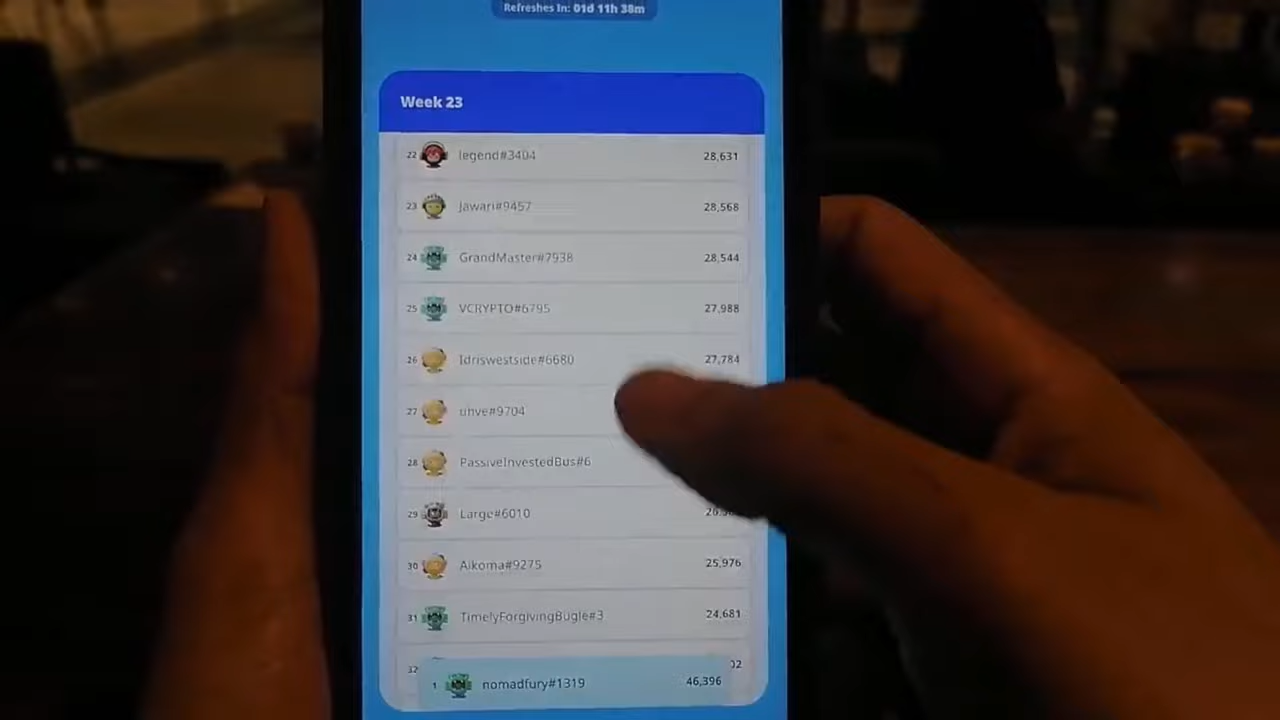 Refreshes In: 01d 11h 38m
Week 23
22 legend#3404 28,631
23 Jawari#9457 28,568
24 GrandMaster#7938 28,544
25 VCRYPTO#6795 27,988
26 Idriswestside#6680 27,784
27 uhve#9704
28 PassiveInvestedBus#6
29 Large#6010
30 Aikoma#9275 25,976
31 TimelyForgivingBugle#3 24,681
32
1 nomadfury#1319 46,396